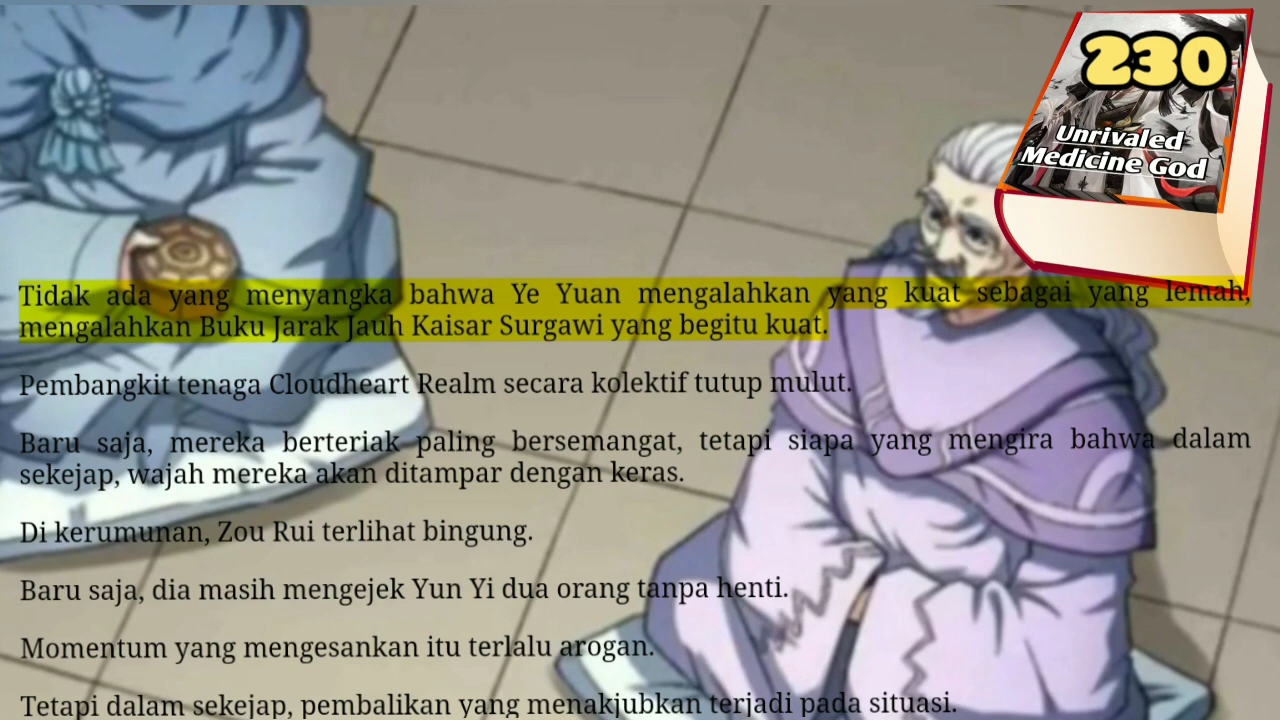 230
Unrivaled
Medicine God
Tidak ada yang menyangka bahwa Ye Yuan mengalahkan yang kuat sebagai yang lemah,
mengalahkan Buku Jarak Jauh Kaisar Surgawi yang begitu kuat.
Pembangkit tenaga Cloudheart Realm secara kolektif tutup mulut.
Baru saja, mereka berteriak paling bersemangat, tetapi siapa yang mengira bahwa dalam
sekejap, wajah mereka akan ditampar dengan keras.
Di kerumunan, Zou Rui terlihat bingung.
Baru saja, dia masih mengejek Yun Yi dua orang tanpa henti.
Momentum yang mengesankan itu terlalu arogan.
Tetapi dalam sekejap, pembalikan yang menakjubkan terjadi pada situasi.